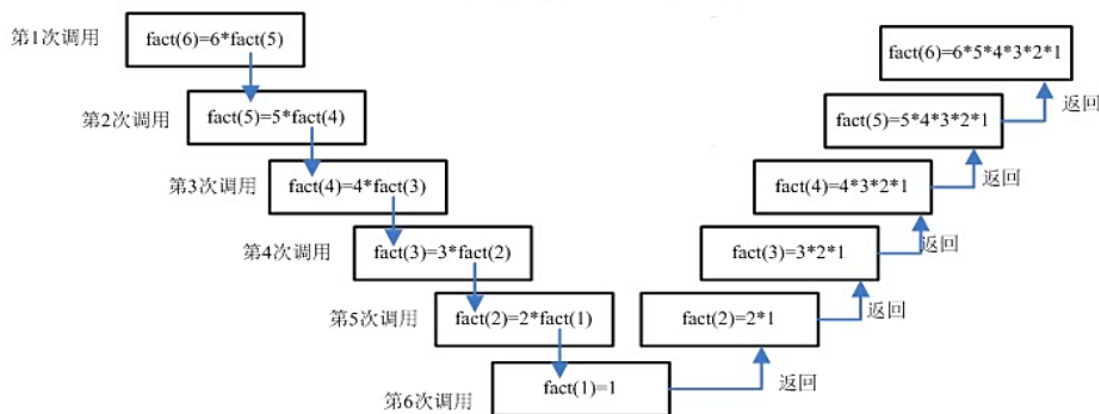 第1次调用 fact(6)=6*fact(5) fact(6)=6*5*4*3*2*1
返回
第2次调用 fact(5)=5*fact(4) fact(5)=5*4*3*2*1
第3次调用 fact(4)=4*fact(3) fact(4)=4*3*2*1 返回
第4次调用 fact(3)=3*fact(2) fact(3)=3*2*1 返回
第5次调用 fact(2)=2*fact(1) fact(2)=2*1 返回
第6次调用 fact(1)=1 返回